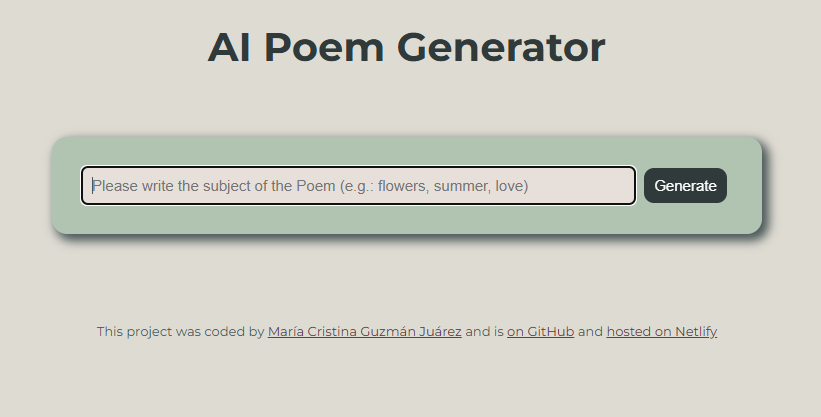 AI Poem Generator
Please write the subject of the Poem (e.g.: flowers, summer, love)
Generate
This project was coded by María Cristina Guzmán Juárez and is on GitHub and hosted on Netlify